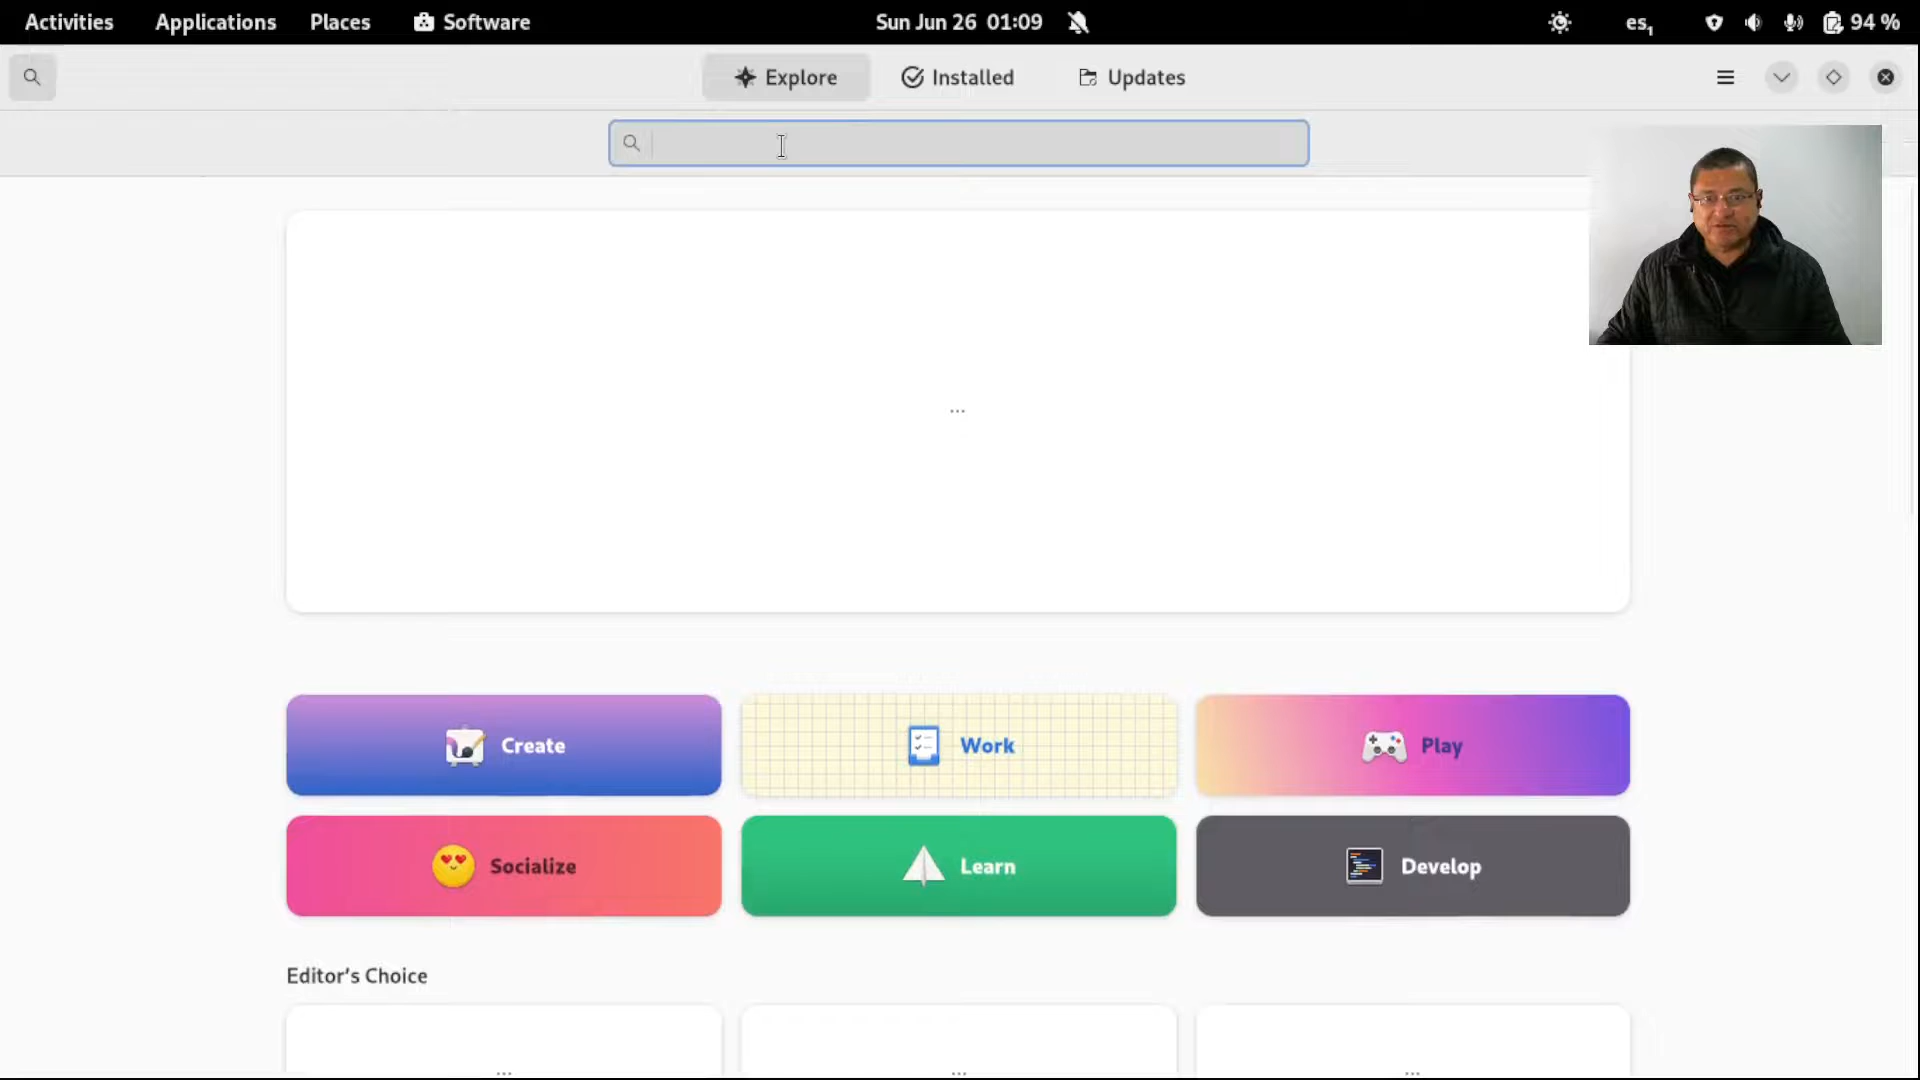 Activities Applications Places Software Sun Jun 26 01:09 es1 94 %
Explore Installed Updates
...
Create Work Play
Socialize Learn Develop
Editor's Choice
... ... ...